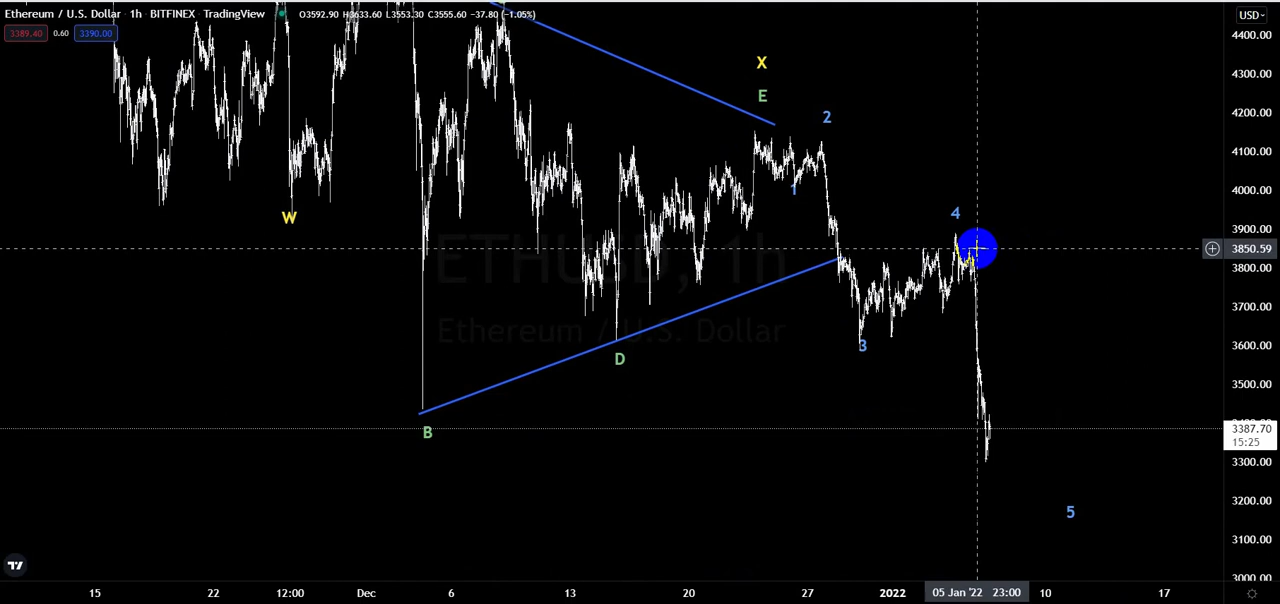 Ethereum / U.S. Dollar · 1h · BITFINEX · TradingView O3592.90 H3633.60 L3553.30 C3555.60 −37.80 (−1.05%) USD
3389.40 0.60 3390.00
4400.00
4300.00
X
E
4200.00
2
4100.00
1
4000.00
W
4
3900.00
3850.59
ETHUSD, 1h
3800.00
3700.00
Ethereum / U.S. Dollar
3
3600.00
D
3500.00
B
3387.70
15:25
3300.00
5
3200.00
3100.00
3000.00
15 22 12:00 Dec 6 13 20 27 2022 05 Jan '22 23:00 10 17